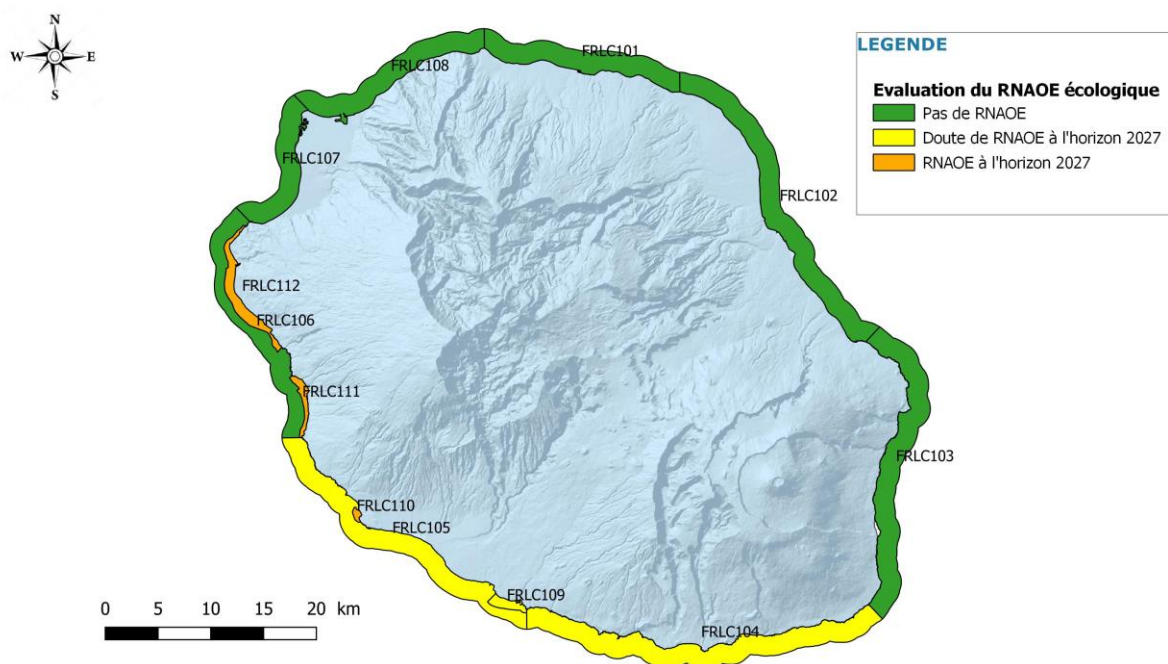 N
W E
S
LEGENDE
Evaluation du RNAOE écologique
Pas de RNAOE
Doute de RNAOE à l'horizon 2027
RNAOE à l'horizon 2027
FRLC101
FRLC108
FRLC107
FRLC102
FRLC112
FRLC106
FRLC111
FRLC103
FRLC110
FRLC105
FRLC109
FRLC104
0 5 10 15 20 km